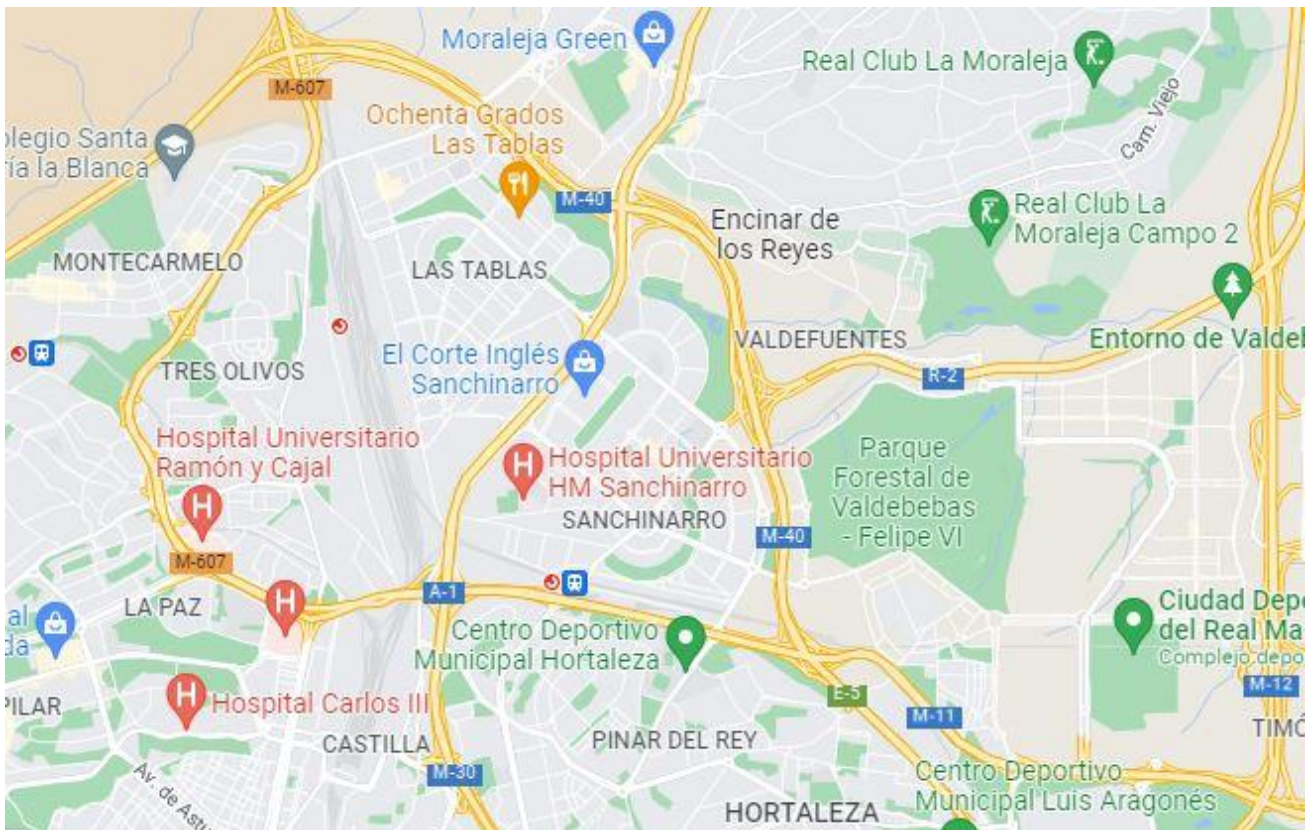 Moraleja Green
Real Club La Moraleja
M-607
Cam. Viejo
Ochenta Grados
Las Tablas
olegio Santa
ría la Blanca
M-40
Encinar de
los Reyes
Real Club La
Moraleja Campo 2
MONTECARMELO
LAS TABLAS
VALDEFUENTES
Entorno de Valdeb
El Corte Inglés
Sanchinarro
TRES OLIVOS
R-2
Hospital Universitario
Ramón y Cajal
Hospital Universitario
HM Sanchinarro
Parque
Forestal de
Valdebebas
- Felipe VI
SANCHINARRO
M-40
M-607
A-1
LA PAZ
al
da
Centro Deportivo
Municipal Hortaleza
Ciudad Depo
del Real Ma
Complejo depo
E-5
M-12
Hospital Carlos III
PILAR
M-11
TIMÓ
CASTILLA
PINAR DEL REY
M-30
Av. de Astu
Centro Deportivo
Municipal Luis Aragonés
HORTALEZA
H
H
H
H